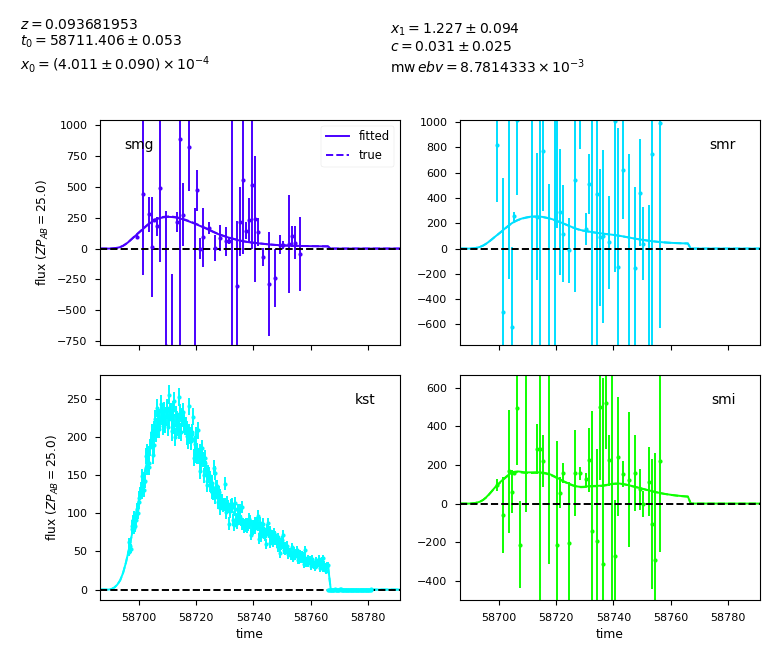 z = 0.093681953
t₀ = 58711.406 ± 0.053
x₀ = (4.011 ± 0.090) × 10⁻⁴
x₁ = 1.227 ± 0.094
c = 0.031 ± 0.025
mw ebv = 8.7814333 × 10⁻³
1000
750
500
250
0
−250
−500
−750
flux (ZP_AB = 25.0)
smg
fitted
true
1000
800
600
400
200
0
−200
−400
−600
smr
250
200
150
100
50
0
flux (ZP_AB = 25.0)
kst
58700
58720
58740
58760
58780
time
600
400
200
0
−200
−400
smi
58700
58720
58740
58760
58780
time